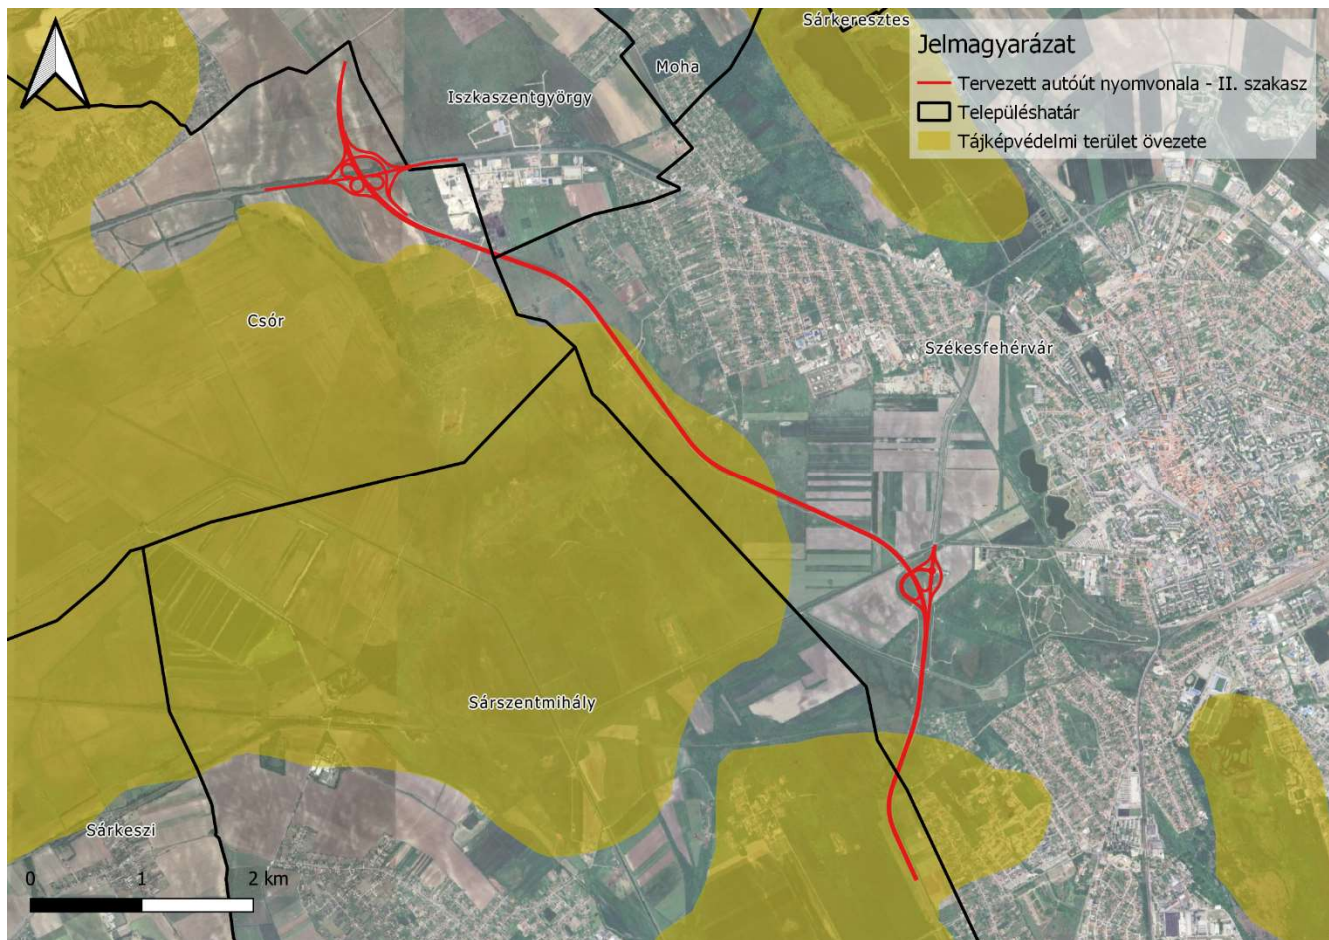 Sárkeresztes
Jelmagyarázat
Tervezett autóút nyomvonala - II. szakasz
Településhatár
Tájképvédelmi terület övezete
Moha
Iszkaszentgyörgy
Csór
Székesfehérvár
Sárszentmihály
Sárkeszi
0 1 2 km